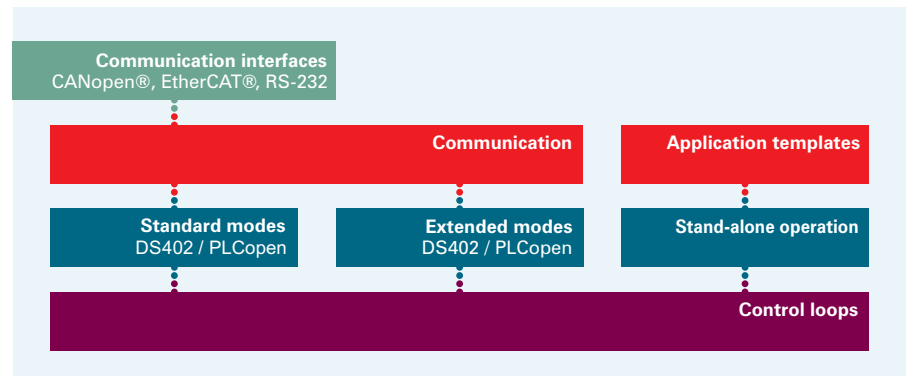 Communication interfaces
CANopen®, EtherCAT®, RS-232
Communication
Application templates
Standard modes
DS402 / PLCopen
Extended modes
DS402 / PLCopen
Stand-alone operation
Control loops